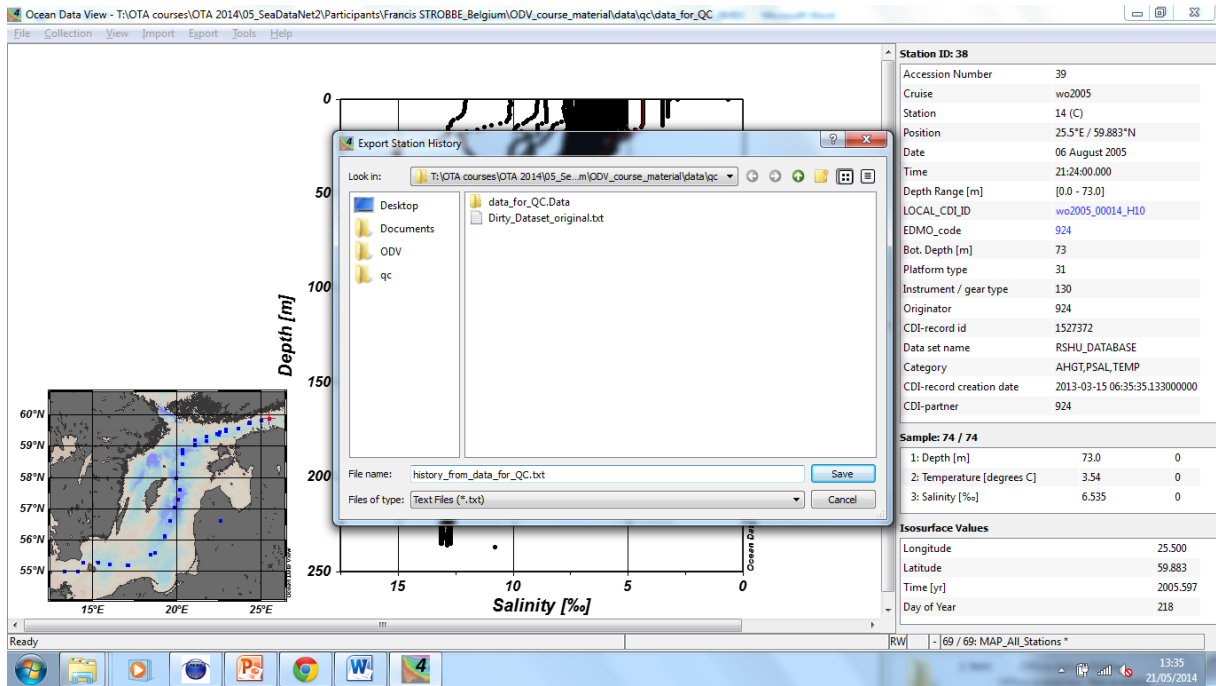 Ocean Data View - T:\OTA courses\OTA 2014\05_SeaDataNet2\Participants\Francis STROBBE_Belgium\ODV_course_material\data\qc\data_for_QC
File Collection View Import Export Tools Help
0
50
100
150
200
250
Depth [m]
15 10 5 0
Salinity [‰]
Ocean Da
60°N
59°N
58°N
57°N
56°N
55°N
15°E 20°E 25°E
Ocean Data View
4 Export Station History
Look in: T:\OTA courses\OTA 2014\05_Se...m\ODV_course_material\data\qc
Desktop
Documents
ODV
qc
data_for_QC.Data
Dirty_Dataset_original.txt
File name: history_from_data_for_QC.txt Save
Files of type: Text Files (*.txt) Cancel
Station ID: 38
Accession Number 39
Cruise wo2005
Station 14 (C)
Position 25.5°E / 59.883°N
Date 06 August 2005
Time 21:24:00.000
Depth Range [m] [0.0 - 73.0]
LOCAL_CDI_ID wo2005_00014_H10
EDMO_code 924
Bot. Depth [m] 73
Platform type 31
Instrument / gear type 130
Originator 924
CDI-record id 1527372
Data set name RSHU_DATABASE
Category AHGT,PSAL,TEMP
CDI-record creation date 2013-03-15 06:35:35.133000000
CDI-partner 924
Sample: 74 / 74
1: Depth [m] 73.0 0
2: Temperature [degrees C] 3.54 0
3: Salinity [‰] 6.535 0
Isosurface Values
Longitude 25.500
Latitude 59.883
Time [yr] 2005.597
Day of Year 218
Ready RW - 69 / 69: MAP_All_Stations *
4
13:35
21/05/2014